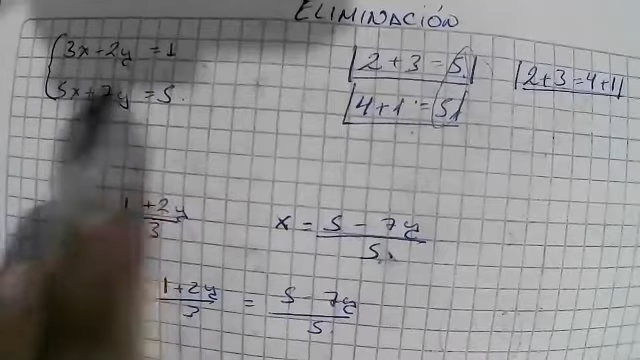 ELIMINACIÓN
3x - 2y = 1
5x + 7y = 5.
2 + 3 = 5
4 + 1 = 5
2+3 = 4+1
1 + 2y / 3
x = 5 - 7y / 5.
1 + 2y / 3 = 5 - 7y / 5